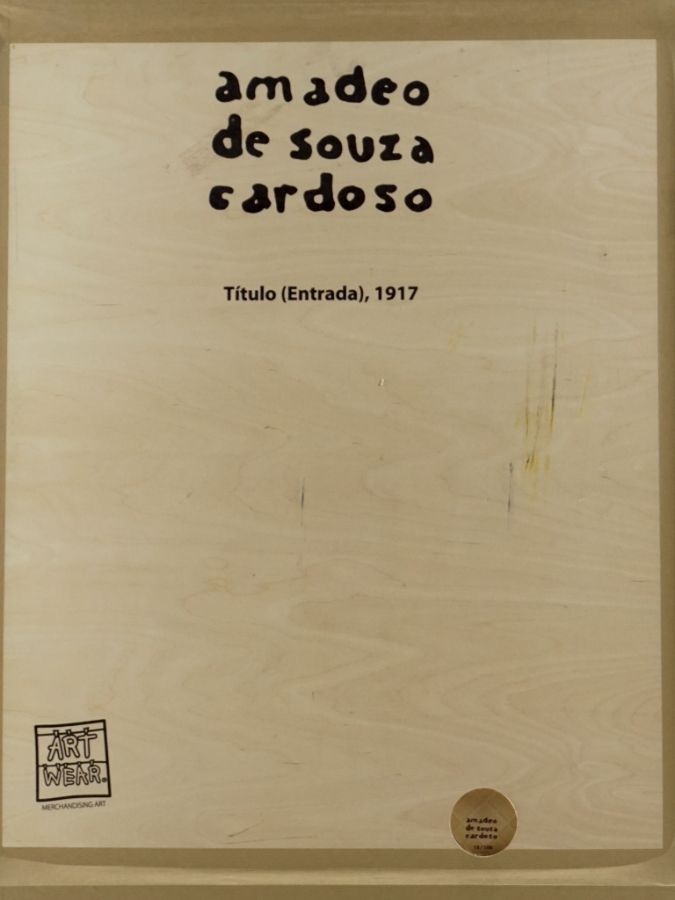 amadeo
de souza
cardoso
Título (Entrada), 1917
ART
WEAR®
MERCHANDISING ART
amadeo
de souza
cardoso